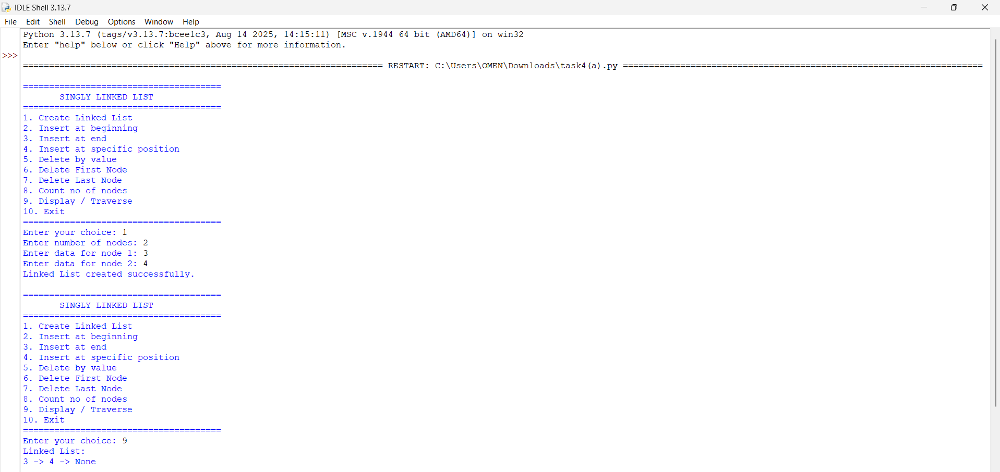 IDLE Shell 3.13.7
File Edit Shell Debug Options Window Help
Python 3.13.7 (tags/v3.13.7:bcee1c3, Aug 14 2025, 14:15:11) [MSC v.1944 64 bit (AMD64)] on win32
Enter "help" below or click "Help" above for more information.
>>>
===================================================================== RESTART: C:\Users\OMEN\Downloads\task4(a).py =====================================================================
======================================
SINGLY LINKED LIST
======================================
1. Create Linked List
2. Insert at beginning
3. Insert at end
4. Insert at specific position
5. Delete by value
6. Delete First Node
7. Delete Last Node
8. Count no of nodes
9. Display / Traverse
10. Exit
======================================
Enter your choice: 1
Enter number of nodes: 2
Enter data for node 1: 3
Enter data for node 2: 4
Linked List created successfully.
======================================
SINGLY LINKED LIST
======================================
1. Create Linked List
2. Insert at beginning
3. Insert at end
4. Insert at specific position
5. Delete by value
6. Delete First Node
7. Delete Last Node
8. Count no of nodes
9. Display / Traverse
10. Exit
======================================
Enter your choice: 9
Linked List:
3 -> 4 -> None